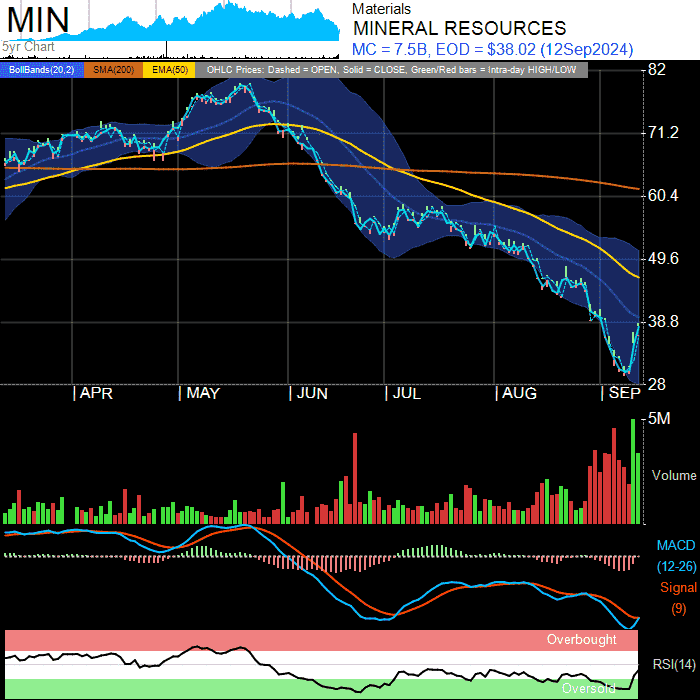 MIN
5yr Chart
Materials
MINERAL RESOURCES
MC = 7.5B, EOD = $38.02 (12Sep2024)
BollBands(20,2) SMA(200) EMA(50) OHLC Prices: Dashed = OPEN, Solid = CLOSE, Green/Red bars = Intra-day HIGH/LOW
82
71.2
60.4
49.6
38.8
28
APR MAY JUN JUL AUG SEP
5M
Volume
MACD
(12-26)
Signal
(9)
Overbought
RSI(14)
Oversold